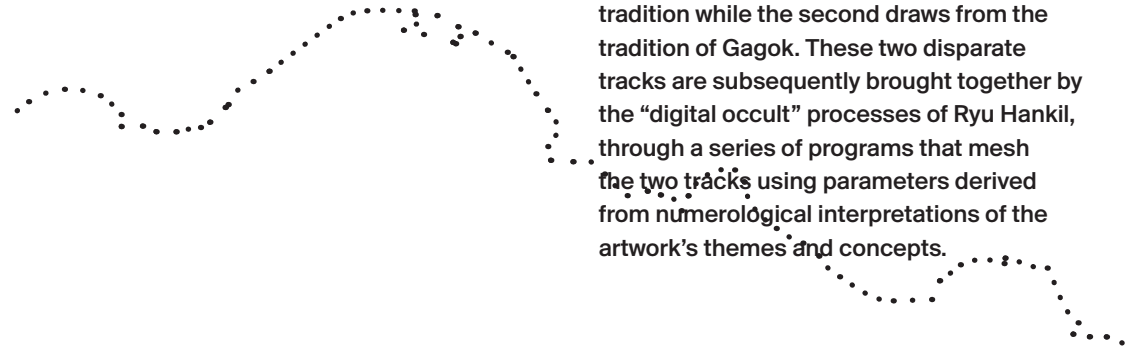 tradition while the second draws from the
tradition of Gagok. These two disparate
tracks are subsequently brought together by
the “digital occult” processes of Ryu Hankil,
through a series of programs that mesh
the two tracks using parameters derived
from numerological interpretations of the
artwork’s themes and concepts.